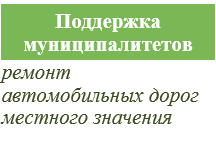 Поддержка
муниципалитетов
ремонт
автомобильных дорог
местного значения